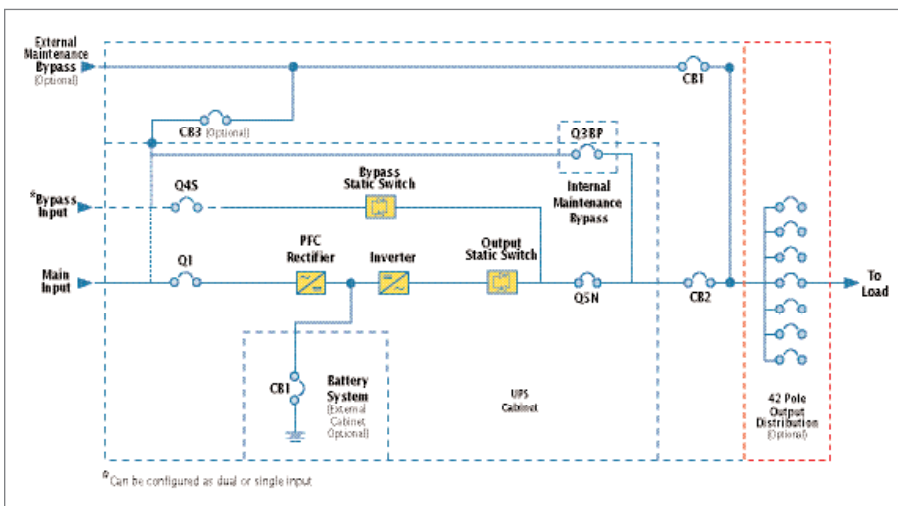 External
Maintenance
Bypass
(Optional)
CB1
CB3 (Optional)
Q3BP
Internal
Maintenance
Bypass
Q4S
Bypass
Static Switch
*Bypass
Input
PFC
Rectifier
Inverter
Output
Static Switch
Q1
Main
Input
Q5N
CB2
To
Load
CB1
Battery
System
(External
Cabinet
Optional)
UPS
Cabinet
42 Pole
Output
Distribution
(Optional)
*Can be configured as dual or single input